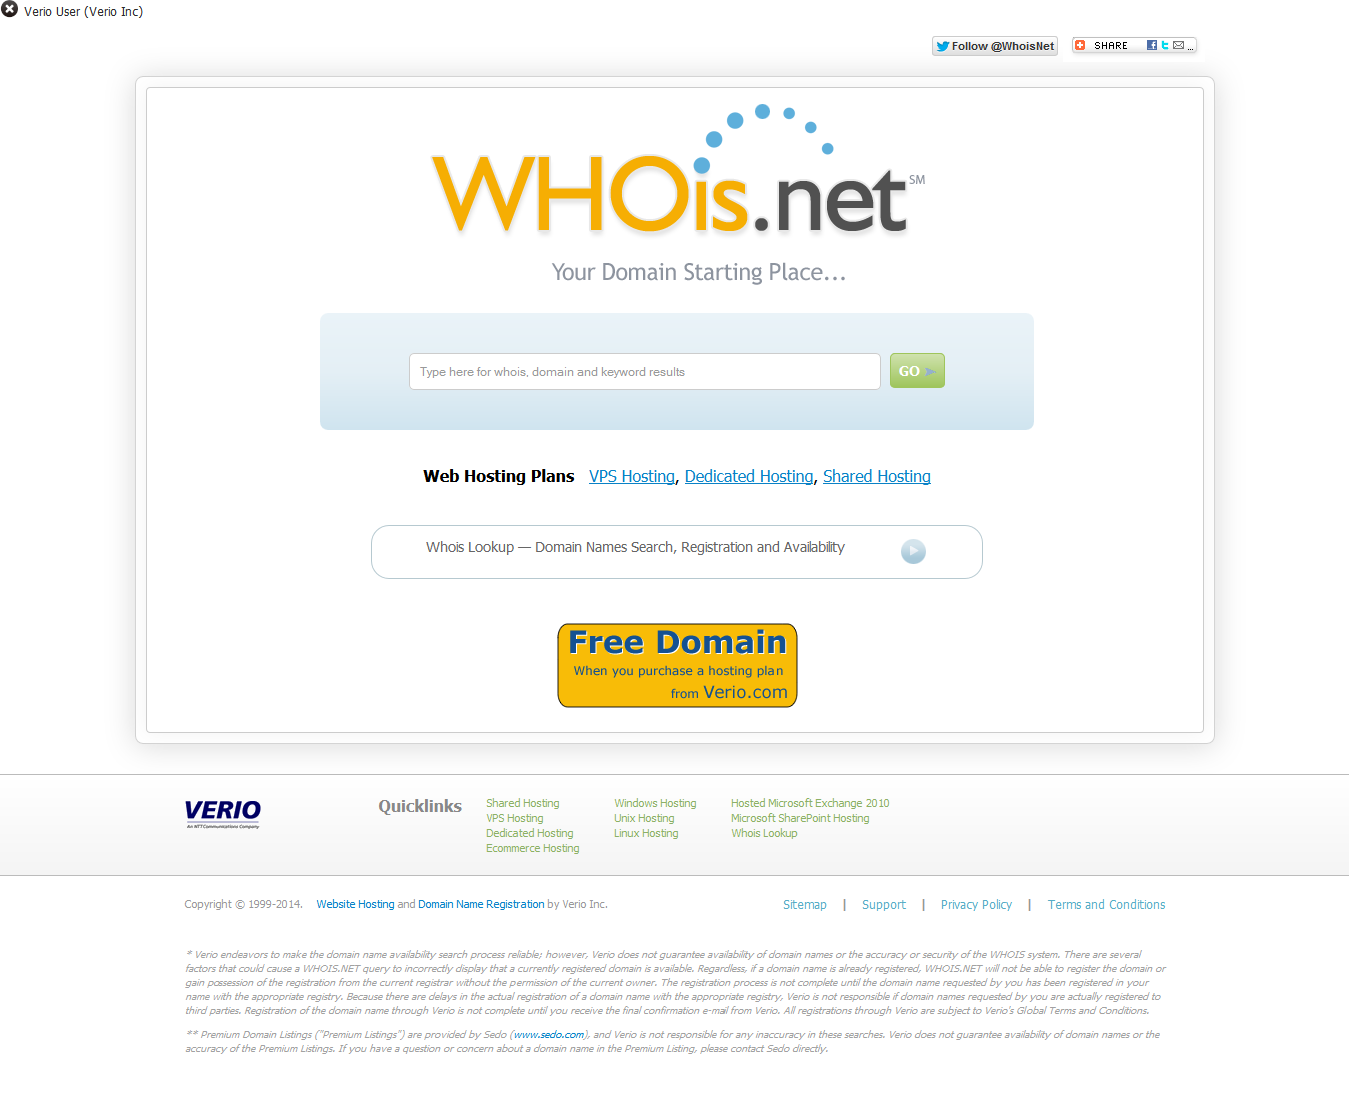 Verio User (Verio Inc)
Follow @WhoisNet
SHARE ...
WHOis.net SM
Your Domain Starting Place...
Type here for whois, domain and keyword results
GO
Web Hosting Plans VPS Hosting, Dedicated Hosting, Shared Hosting
Whois Lookup — Domain Names Search, Registration and Availability
Free Domain
When you purchase a hosting plan
from Verio.com
VERIO
An NTT Communications Company
Quicklinks
Shared Hosting
VPS Hosting
Dedicated Hosting
Ecommerce Hosting
Windows Hosting
Unix Hosting
Linux Hosting
Hosted Microsoft Exchange 2010
Microsoft SharePoint Hosting
Whois Lookup
Copyright © 1999-2014. Website Hosting and Domain Name Registration by Verio Inc.
Sitemap | Support | Privacy Policy | Terms and Conditions
* Verio endeavors to make the domain name availability search process reliable; however, Verio does not guarantee availability of domain names or the accuracy or security of the WHOIS system. There are several
factors that could cause a WHOIS.NET query to incorrectly display that a currently registered domain is available. Regardless, if a domain name is already registered, WHOIS.NET will not be able to register the domain or
gain possession of the registration from the current registrar without the permission of the current owner. The registration process is not complete until the domain name requested by you has been registered in your
name with the appropriate registry. Because there are delays in the actual registration of a domain name with the appropriate registry, Verio is not responsible if domain names requested by you are actually registered to
third parties. Registration of the domain name through Verio is not complete until you receive the final confirmation e-mail from Verio. All registrations through Verio are subject to Verio's Global Terms and Conditions.
** Premium Domain Listings ("Premium Listings") are provided by Sedo (www.sedo.com), and Verio is not responsible for any inaccuracy in these searches. Verio does not guarantee availability of domain names or the
accuracy of the Premium Listings. If you have a question or concern about a domain name in the Premium Listing, please contact Sedo directly.